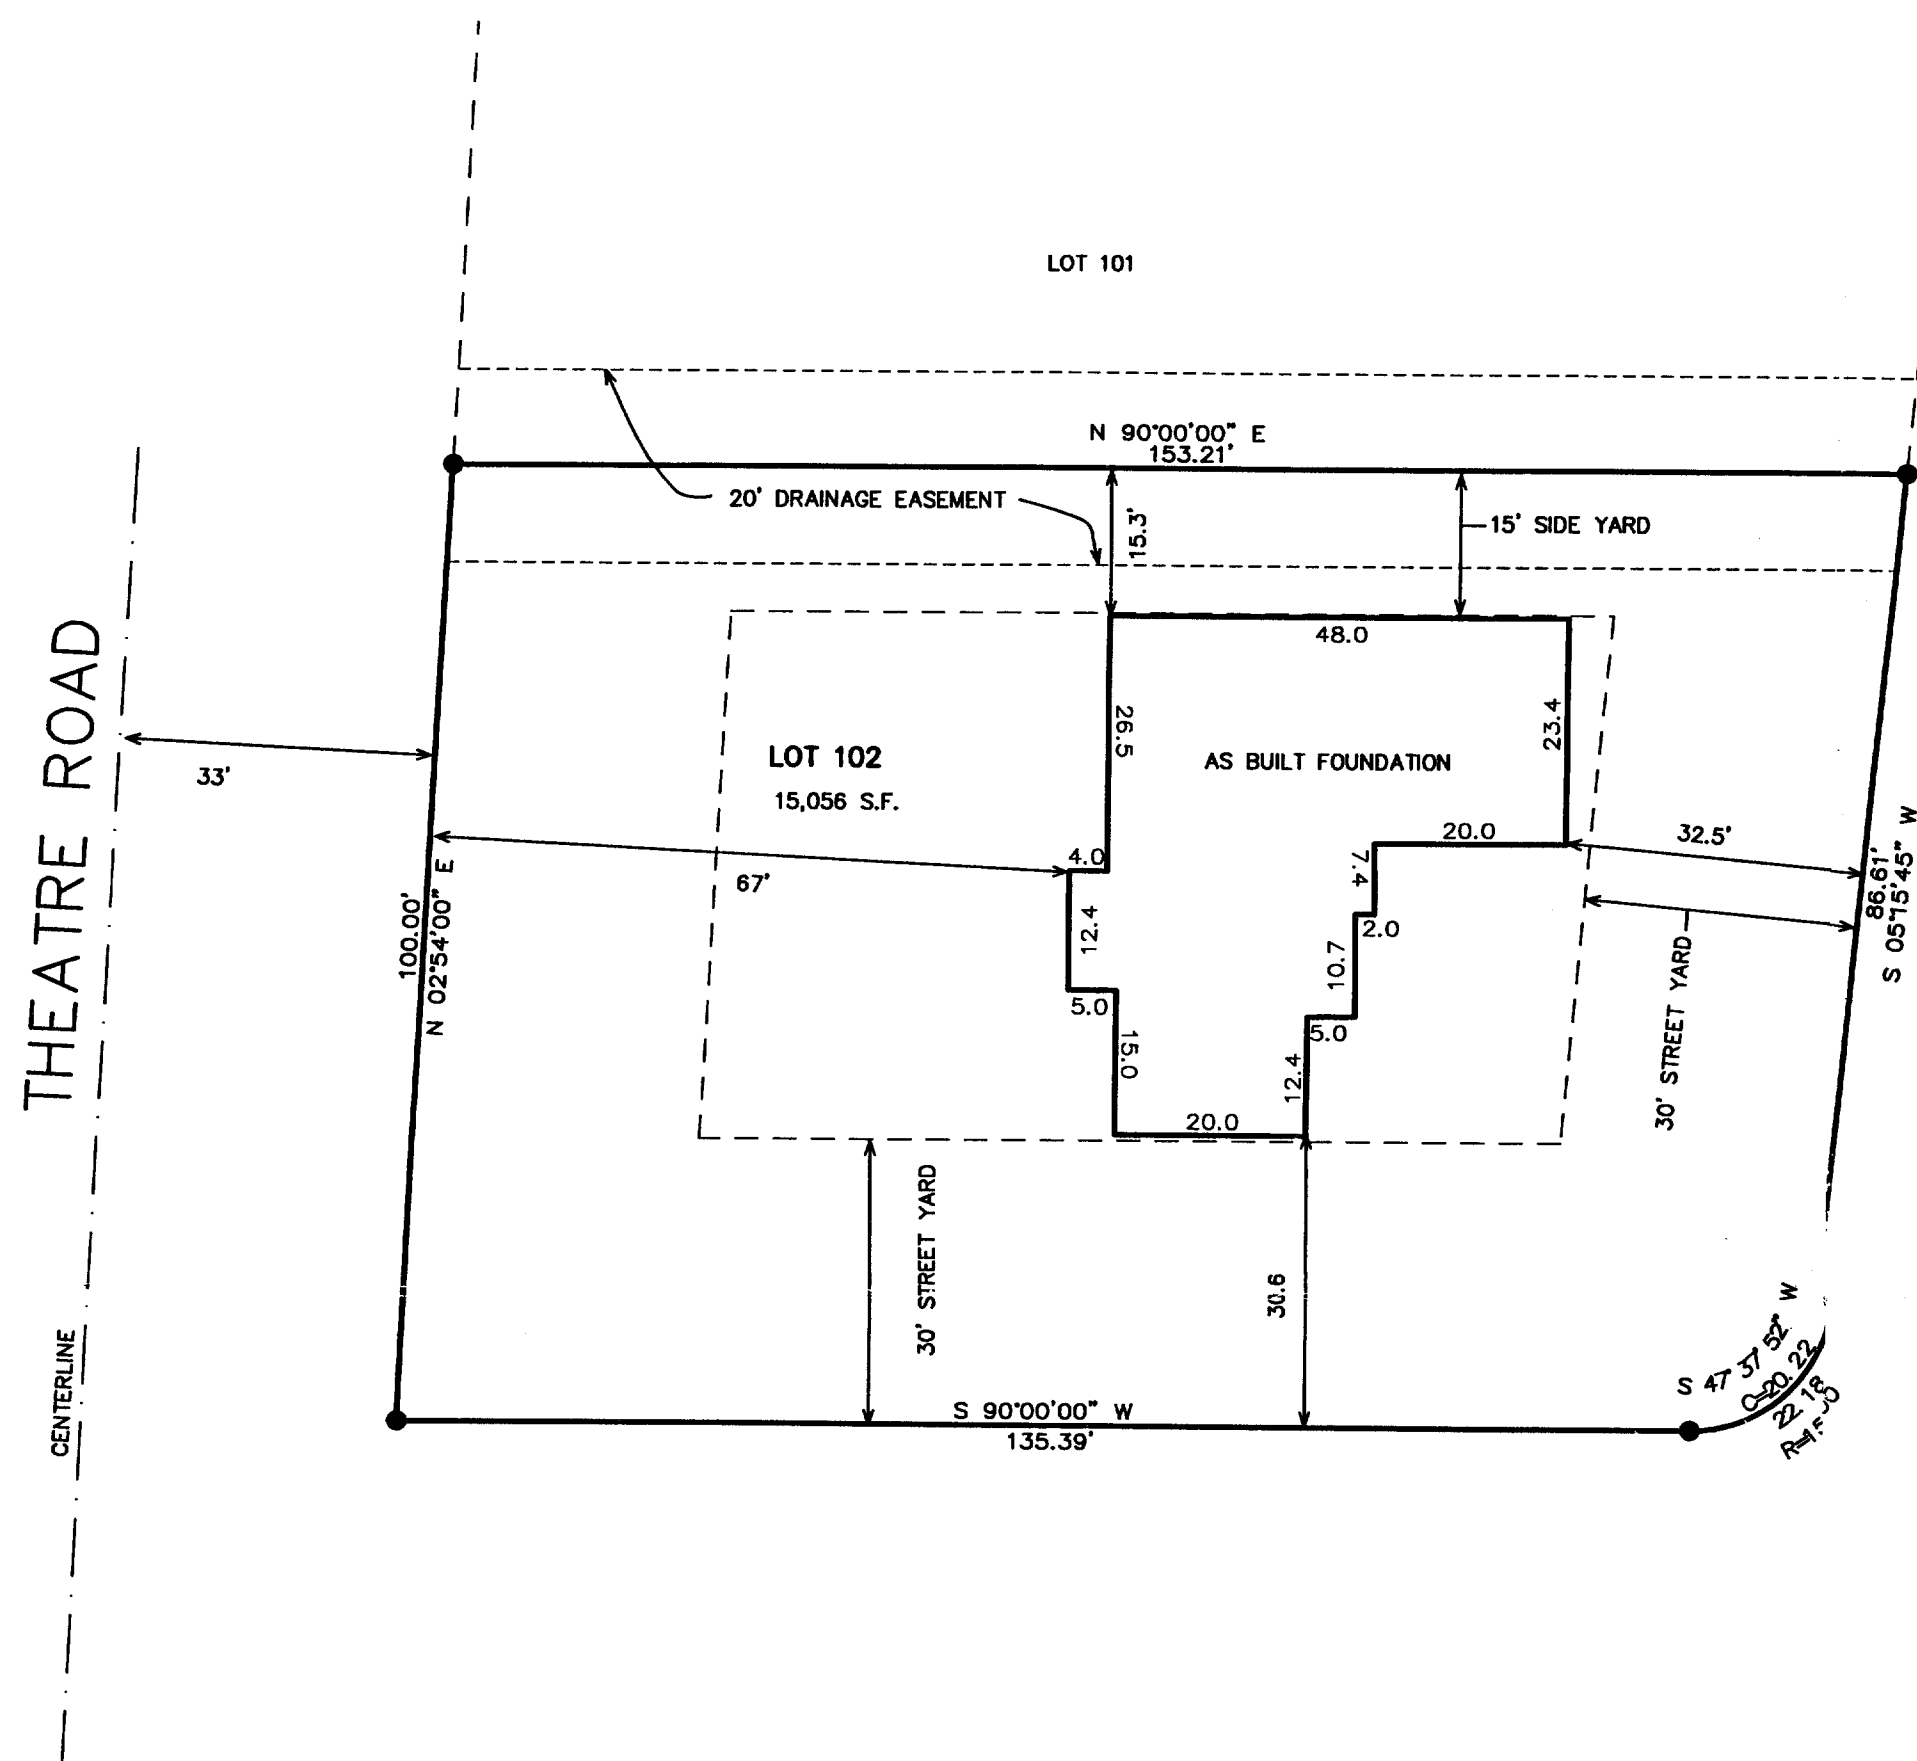 LOT 101
N 90°00'00" E
153.21'
20' DRAINAGE EASEMENT
15.3'
15' SIDE YARD
48.0
THEATRE ROAD
33'
26.5
23.4
LOT 102
15,056 S.F.
AS BUILT FOUNDATION
67'
4.0
20.0
7.4
32.5'
86.61'
S 05°15'45" W
100.00'
N 02°54'00" E
12.4
2.0
10.7
5.0
5.0
15.0
12.4
20.0
30' STREET YARD
30' STREET YARD
30.6
CENTERLINE
S 90°00'00" W
135.39'
S 47°37'52" W
C=20.22
22.18